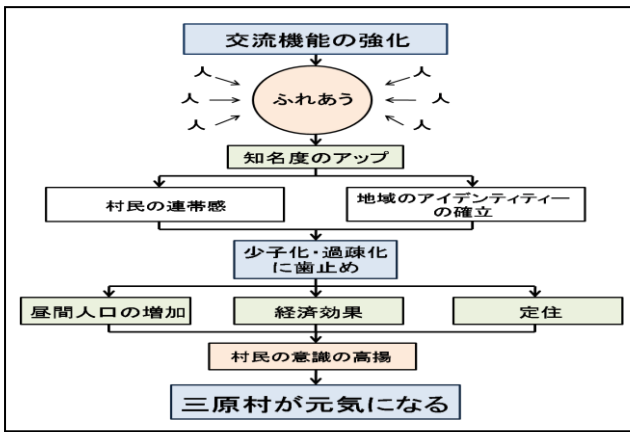 交流機能の強化
人
人
人
ふれあう
人
人
人
知名度のアップ
村民の連帯感
地域のアイデンティティー
の確立
少子化・過疎化
に歯止め
昼間人口の増加
経済効果
定住
村民の意識の高揚
三原村が元気になる